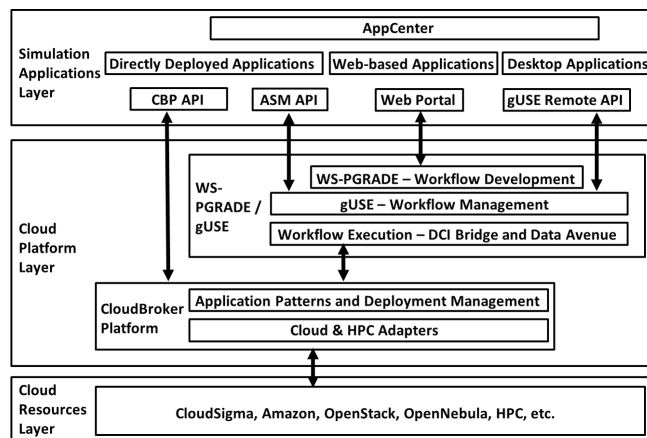 AppCenter
Simulation
Applications
Layer
Directly Deployed Applications
Web-based Applications
Desktop Applications
CBP API
ASM API
Web Portal
gUSE Remote API
Cloud
Platform
Layer
WS-
PGRADE /
gUSE
WS-PGRADE – Workflow Development
gUSE – Workflow Management
Workflow Execution – DCI Bridge and Data Avenue
CloudBroker
Platform
Application Patterns and Deployment Management
Cloud & HPC Adapters
Cloud
Resources
Layer
CloudSigma, Amazon, OpenStack, OpenNebula, HPC, etc.